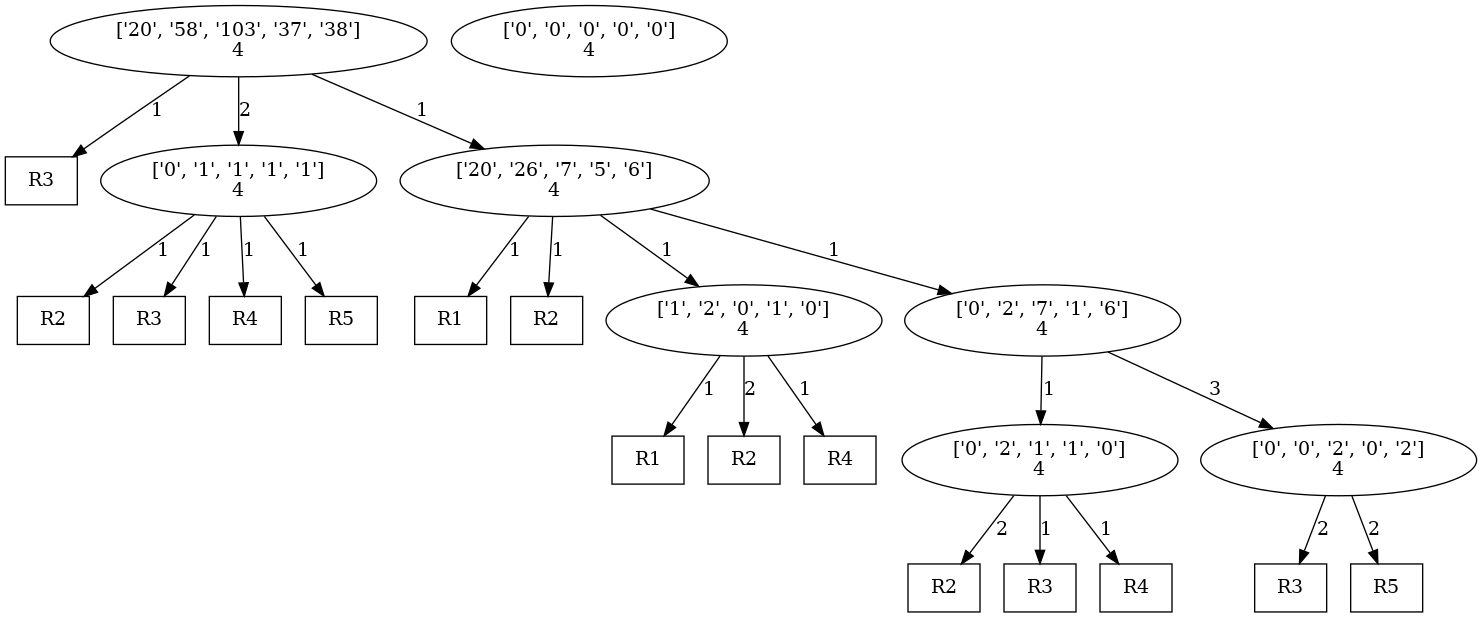 ['20', '58', '103', '37', '38']
4
['0', '0', '0', '0', '0']
4
1
2
1
R3
['0', '1', '1', '1', '1']
4
['20', '26', '7', '5', '6']
4
1
1
1
1
1
1
1
1
R2
R3
R4
R5
R1
R2
['1', '2', '0', '1', '0']
4
['0', '2', '7', '1', '6']
4
1
2
1
1
3
R1
R2
R4
['0', '2', '1', '1', '0']
4
['0', '0', '2', '0', '2']
4
2
1
1
2
2
R2
R3
R4
R3
R5